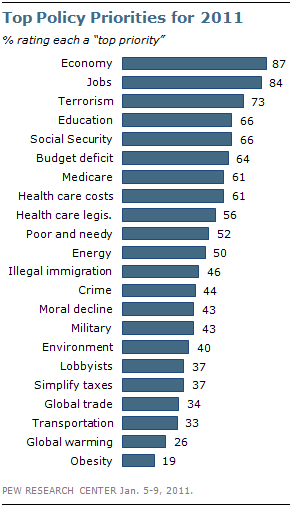 Top Policy Priorities for 2011
% rating each a “top priority”
Economy 87
Jobs 84
Terrorism 73
Education 66
Social Security 66
Budget deficit 64
Medicare 61
Health care costs 61
Health care legis. 56
Poor and needy 52
Energy 50
Illegal immigration 46
Crime 44
Moral decline 43
Military 43
Environment 40
Lobbyists 37
Simplify taxes 37
Global trade 34
Transportation 33
Global warming 26
Obesity 19
PEW RESEARCH CENTER Jan. 5-9, 2011.